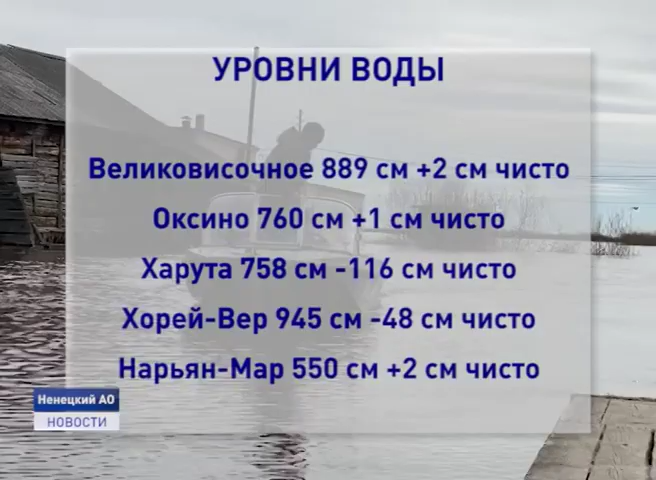 УРОВНИ ВОДЫ
Великовисочное 889 см +2 см чисто
Оксино 760 см +1 см чисто
Харута 758 см -116 см чисто
Хорей-Вер 945 см -48 см чисто
Нарьян-Мар 550 см +2 см чисто
Ненецкий АО
НОВОСТИ